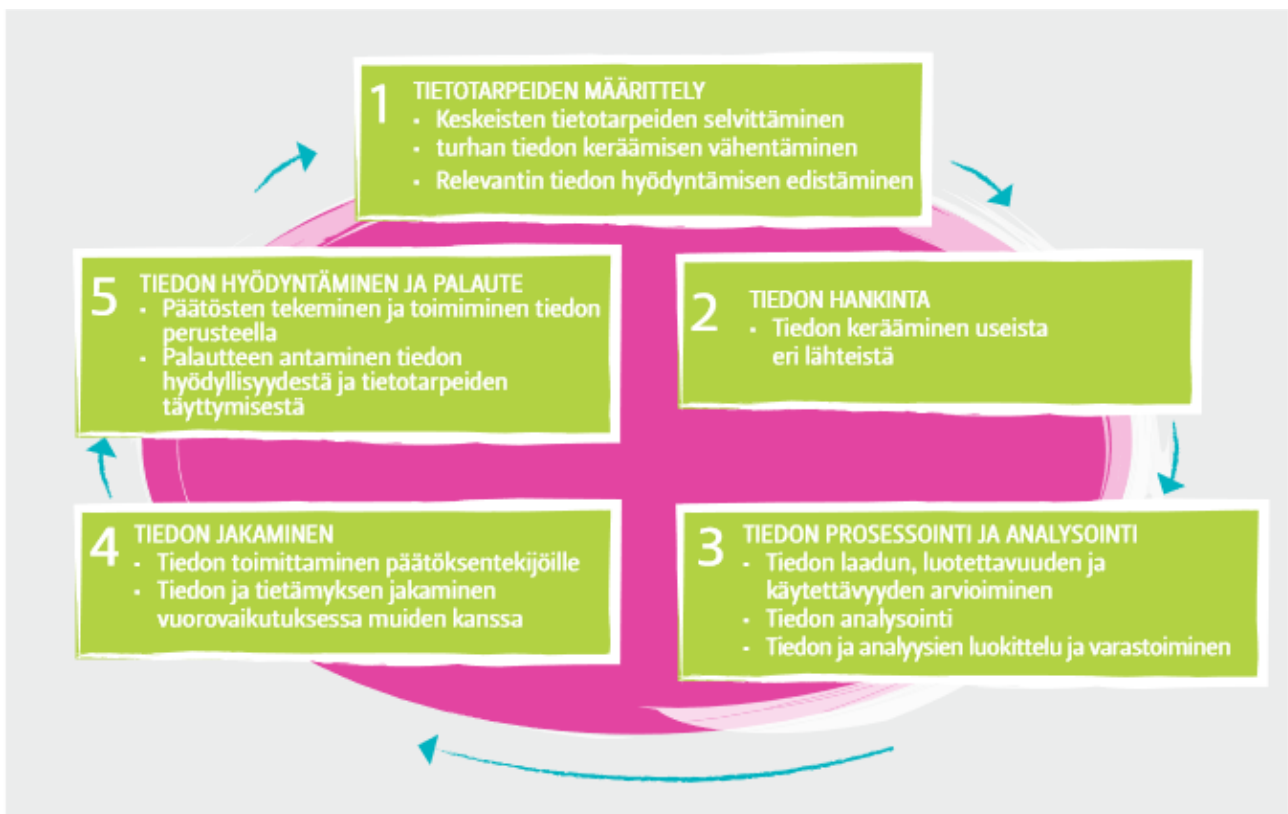 1 TIETOTARPEIDEN MÄÄRITTELY
• Keskeisten tietotarpeiden selvittäminen
• turhan tiedon keräämisen vähentäminen
• Relevantin tiedon hyödyntämisen edistäminen
2 TIEDON HANKINTA
• Tiedon kerääminen useista
eri lähteistä
3 TIEDON PROSESSOINTI JA ANALYSOINTI
• Tiedon laadun, luotettavuuden ja
käytettävyyden arvioiminen
• Tiedon analysointi
• Tiedon ja analyysien luokittelu ja varastoiminen
4 TIEDON JAKAMINEN
• Tiedon toimittaminen päätöksentekijöille
• Tiedon ja tietämyksen jakaminen
vuorovaikutuksessa muiden kanssa
5 TIEDON HYÖDYNTÄMINEN JA PALAUTE
• Päätösten tekeminen ja toimiminen tiedon
perusteella
• Palautteen antaminen tiedon
hyödyllisyydestä ja tietotarpeiden
täyttymisestä